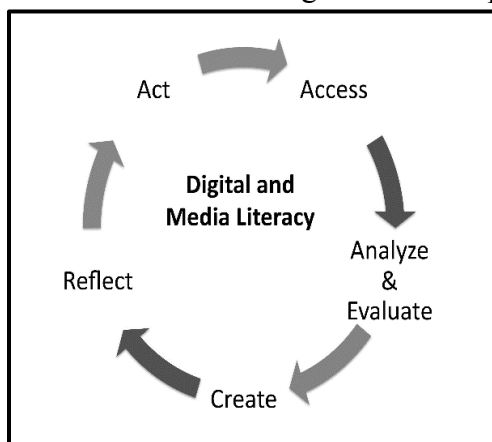 Act
Access
Digital and
Media Literacy
Analyze
&
Evaluate
Reflect
Create